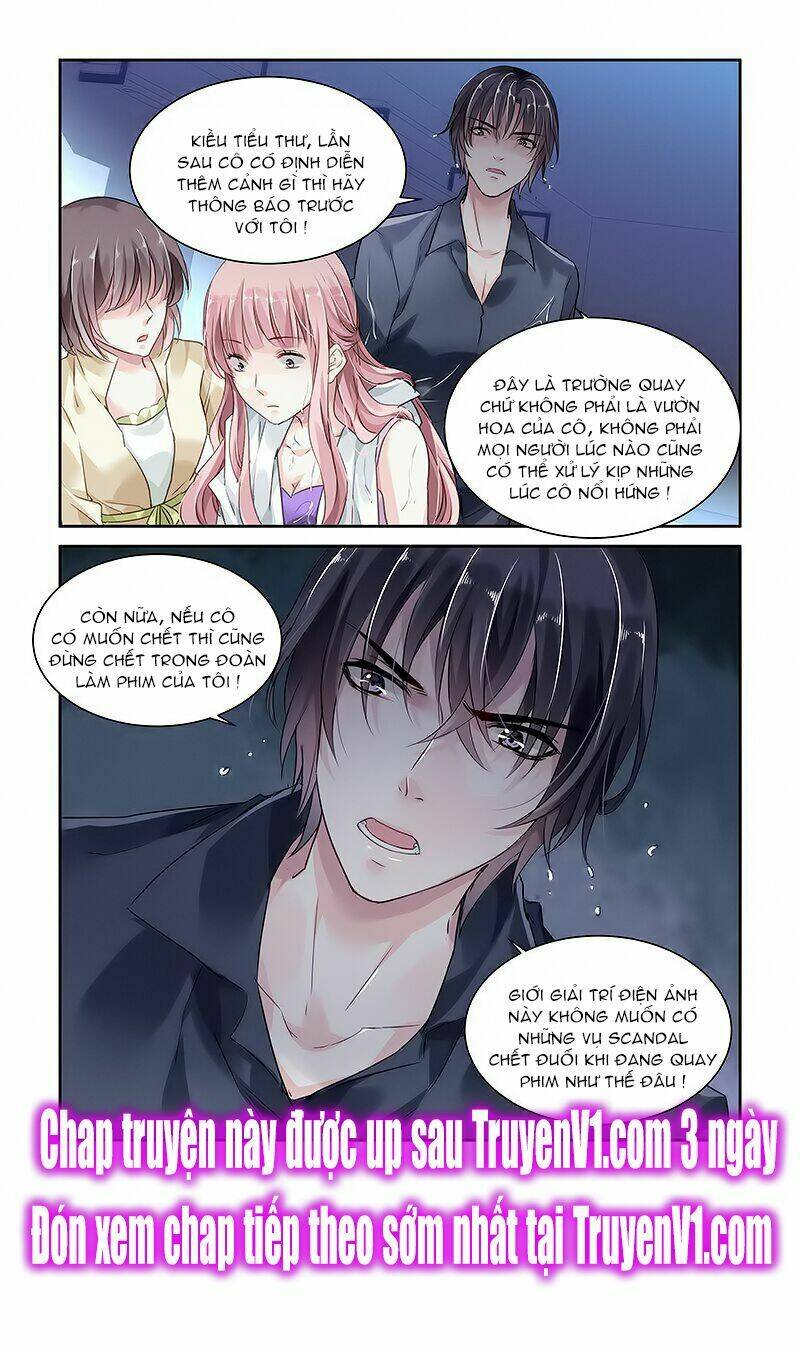 KIỀU TIỂU THƯ, LẦN
SAU CÔ CÓ ĐỊNH DIỄN
THÊM CẢNH GÌ THÌ HÃY
THÔNG BÁO TRƯỚC
VỚI TÔI !
ĐÂY LÀ TRƯỜNG QUAY
CHỨ KHÔNG PHẢI LÀ VƯỜN
HOA CỦA CÔ, KHÔNG PHẢI
MỌI NGƯỜI LÚC NÀO CŨNG
CÓ THỂ XỬ LÝ KỊP NHỮNG
LÚC CÔ NỔI HỨNG !
CÒN NỮA, NẾU CÔ
CÓ MUỐN CHẾT THÌ CŨNG
ĐỪNG CHẾT TRONG ĐOÀN
LÀM PHIM CỦA TÔI !
GIỚI GIẢI TRÍ ĐIỆN ẢNH
NÀY KHÔNG MUỐN CÓ
NHỮNG VỤ SCANDAL
CHẾT ĐUỐI KHI ĐANG QUAY
PHIM NHƯ THẾ ĐÂU !
Chap truyện này được up sau TruyenV1.com 3 ngày
Đón xem chap tiếp theo sớm nhất tại TruyenV1.com